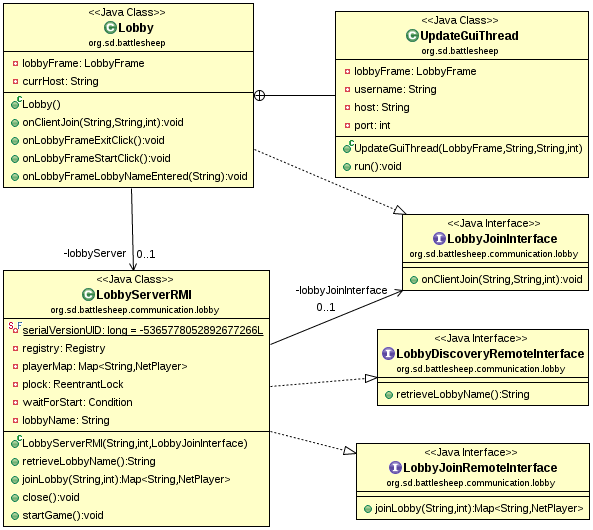 <<Java Class>>
Lobby
org.sd.battlesheep
lobbyFrame: LobbyFrame
currHost: String
Lobby()
onClientJoin(String,String,int):void
onLobbyFrameExitClick():void
onLobbyFrameStartClick():void
onLobbyFrameLobbyNameEntered(String):void
<<Java Class>>
UpdateGuiThread
org.sd.battlesheep
lobbyFrame: LobbyFrame
username: String
host: String
port: int
UpdateGuiThread(LobbyFrame,String,String,int)
run():void
<<Java Interface>>
LobbyJoinInterface
org.sd.battlesheep.communication.lobby
onClientJoin(String,String,int):void
-lobbyServer
0..1
-lobbyJoinInterface
0..1
<<Java Class>>
LobbyServerRMI
org.sd.battlesheep.communication.lobby
serialVersionUID: long = -5365778052892677266L
registry: Registry
playerMap: Map<String,NetPlayer>
plock: ReentrantLock
waitForStart: Condition
lobbyName: String
LobbyServerRMI(String,int,LobbyJoinInterface)
retrieveLobbyName():String
joinLobby(String,int):Map<String,NetPlayer>
close():void
startGame():void
<<Java Interface>>
LobbyDiscoveryRemoteInterface
org.sd.battlesheep.communication.lobby
retrieveLobbyName():String
<<Java Interface>>
LobbyJoinRemoteInterface
org.sd.battlesheep.communication.lobby
joinLobby(String,int):Map<String,NetPlayer>